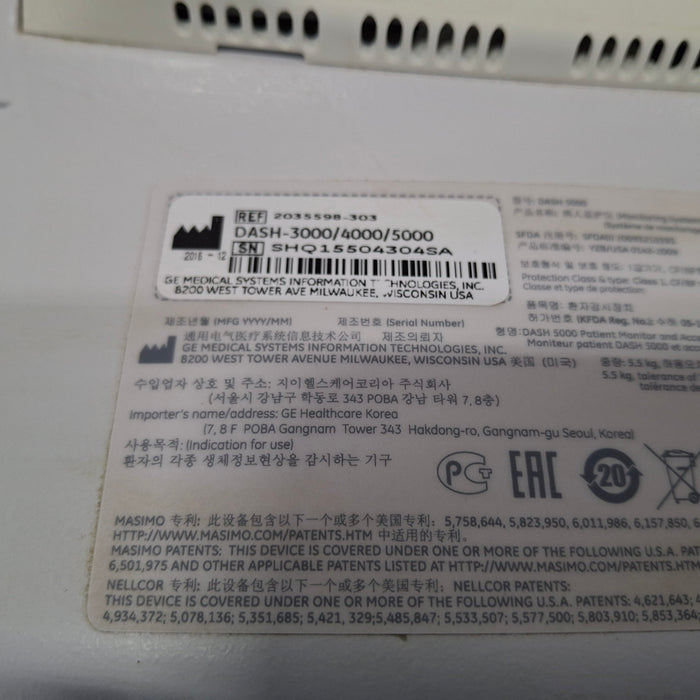 REF 2035598-303
DASH-3000/4000/5000
SN SHQ15504304SA
2015 - 12
GE MEDICAL SYSTEMS INFORMATION TECHNOLOGIES, INC.
8200 WEST TOWER AVE MILWAUKEE, WISCONSIN USA
DASH 5000
제조년월 (MFG YYYY/MM) 제조번호 (Serial Number)
通用电气医疗系统信息技术公司 제조의뢰자
GE MEDICAL SYSTEMS INFORMATION TECHNOLOGIES, INC.
8200 WEST TOWER AVENUE MILWAUKEE, WISCONSIN USA 美国 (미국)
품목명: 환자감시장치
허가번호 (KFDA Reg. No.):
형명: DASH 5000 Patient Monitor and
Moniteur patient DASH 5000 et
중량: 5.5 kg,
5.5 kg, tolerance of
수입업자 상호 및 주소: 지이헬스케어코리아 주식회사
(서울시 강남구 학동로 343 POBA 강남 타워 7, 8층)
Importer's name/address: GE Healthcare Korea
(7, 8 F POBA Gangnam Tower 343 Hakdong-ro, Gangnam-gu Seoul, Korea)
사용목적: (Indication for use)
환자의 각종 생체정보현상을 감시하는 기구
EAC
20
MASIMO 专利: 此设备包含以下一个或多个美国专利: 5,758,644, 5,823,950, 6,011,986, 6,157,850,
HTTP://WWW.MASIMO.COM/PATENTS.HTM 中适用的专利。
MASIMO PATENTS: THIS DEVICE IS COVERED UNDER ONE OR MORE OF THE FOLLOWING U.S.A.
6,501,975 AND OTHER APPLICABLE PATENTS LISTED AT HTTP://WWW.MASIMO.COM/PATENTS.HTM
NELLCOR 专利: 此设备包含以下一个或多个美国专利: NELLCOR PATENTS:
THIS DEVICE IS COVERED UNDER ONE OR MORE OF THE FOLLOWING U.S.A. PATENTS: 4,621,643;
4,934,372; 5,078,136; 5,351,685; 5,421, 329; 5,485,847; 5,533,507; 5,577,500; 5,803,910; 5,853,364;